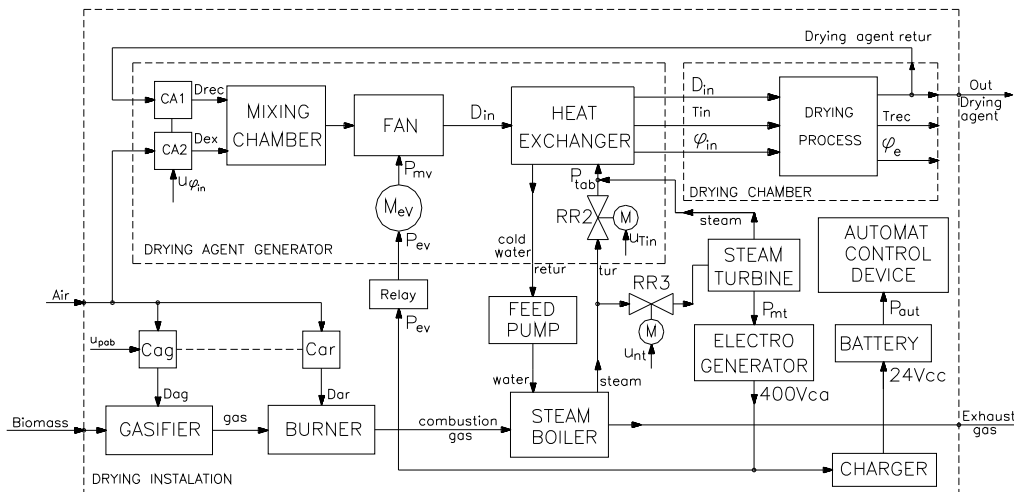 Drying agent retur
Out
Drying
agent
CA1
Drec
MIXING
CHAMBER
FAN
Din
HEAT
EXCHANGER
Din
Tin
φin
DRYING
PROCESS
Trec
φe
CA2
Dex
uφin
Pmv
Mev
Pev
Ptab
RR2
M
uTin
steam
DRYING CHAMBER
DRYING AGENT GENERATOR
cold
water
retur
tur
STEAM
TURBINE
AUTOMAT
CONTROL
DEVICE
Air
Relay
Pev
FEED
PUMP
RR3
M
unt
Pmt
Paut
upab
Cag
Car
ELECTRO
GENERATOR
BATTERY
Dag
Dar
water
steam
400Vca
24Vcc
Biomass
GASIFIER
gas
BURNER
combustion
gas
STEAM
BOILER
Exhaust
gas
CHARGER
DRYING INSTALATION